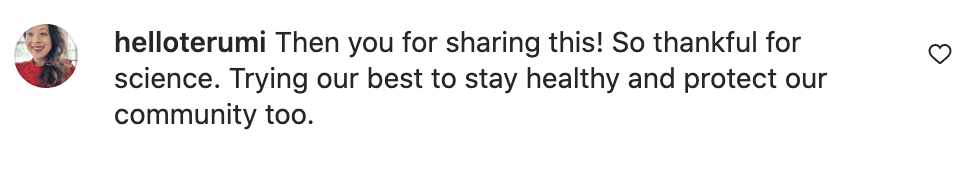 helloterumi Then you for sharing this! So thankful for
science. Trying our best to stay healthy and protect our
community too.